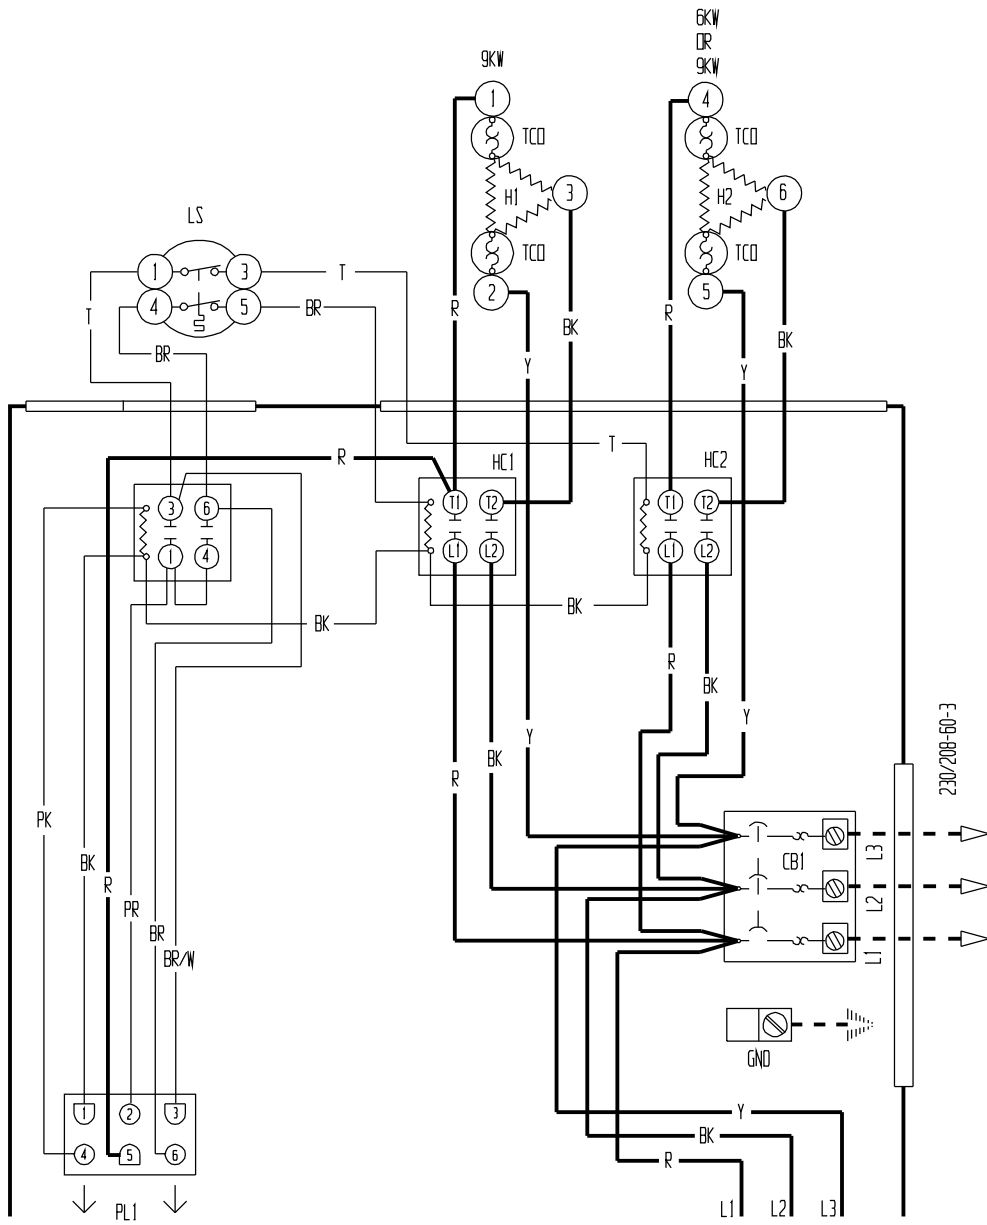 6KW
OR
9KW
9KW
1
4
TCO
TCO
H1
3
H2
6
LS
TCO
TCO
1
3
T
2
5
4
5
BR
T
R
R
BK
BK
BR
Y
Y
T
R
HC1
HC2
3
6
T1
T2
T1
T2
1
4
L1
L2
L1
L2
BK
BK
R
BK
Y
230/208-60-3
Y
BK
R
PK
BK
R
PR
BR
BR/W
CB1
L3
L2
L1
GND
1
2
3
4
5
6
Y
BK
R
PL1
L1
L2
L3